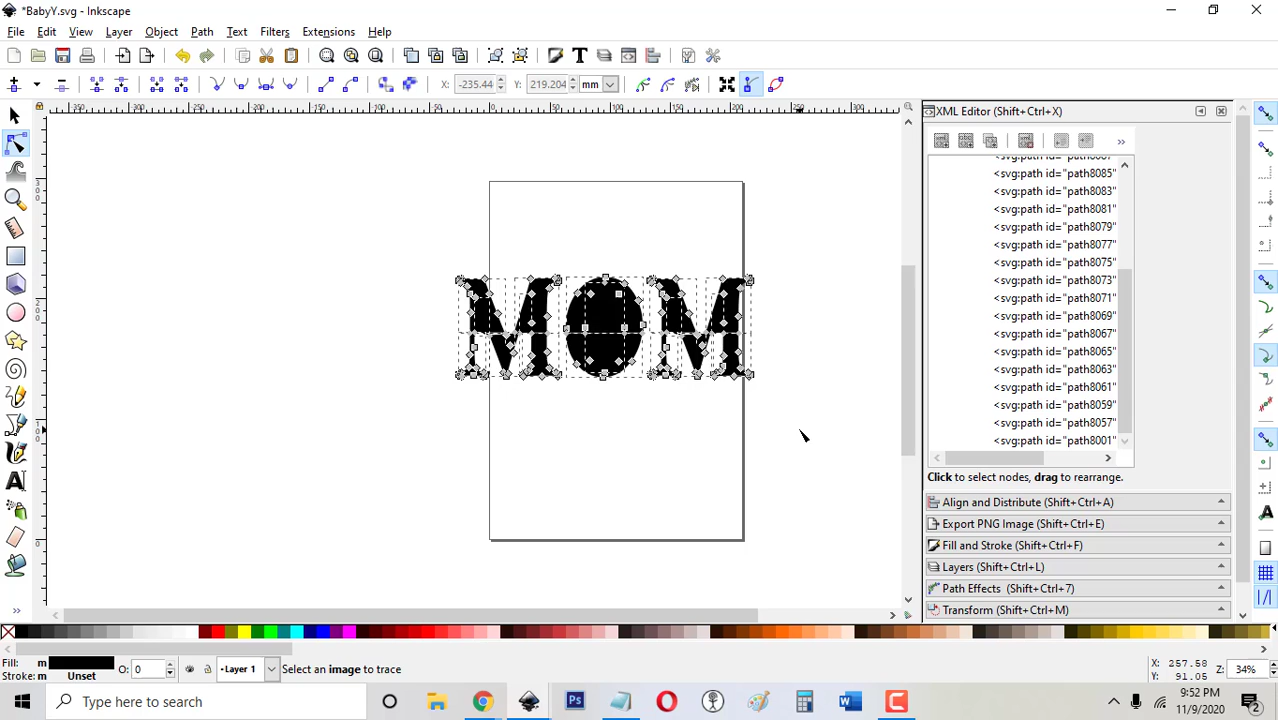 *BabyY.svg - Inkscape
File Edit View Layer Object Path Text Filters Extensions Help
X: -235.44 Y: 219.204 mm
XML Editor (Shift+Ctrl+X)
<svg:path id="path8085"
<svg:path id="path8083"
<svg:path id="path8081"
<svg:path id="path8079"
<svg:path id="path8077"
<svg:path id="path8075"
<svg:path id="path8073"
<svg:path id="path8071"
<svg:path id="path8069"
<svg:path id="path8067"
<svg:path id="path8065"
<svg:path id="path8063"
<svg:path id="path8061"
<svg:path id="path8059"
<svg:path id="path8057"
<svg:path id="path8001"
MOM
Click to select nodes, drag to rearrange.
Align and Distribute (Shift+Ctrl+A)
Export PNG Image (Shift+Ctrl+E)
Fill and Stroke (Shift+Ctrl+F)
Layers (Shift+Ctrl+L)
Path Effects (Shift+Ctrl+7)
Transform (Shift+Ctrl+M)
Fill: m
Stroke: m Unset
O: 0
Layer 1
Select an image to trace
X: 257.58
Y: 91.05
Z: 34%
Type here to search
9:52 PM
11/9/2020
2